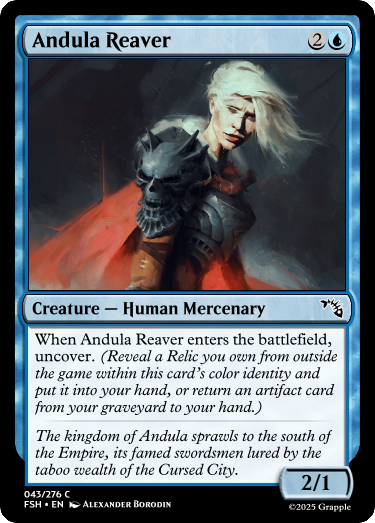 Andula Reaver 2
Creature — Human Mercenary
When Andula Reaver enters the battlefield,
uncover. (Reveal a Relic you own from outside
the game within this card's color identity and
put it into your hand, or return an artifact card
from your graveyard to your hand.)
The kingdom of Andula sprawls to the south of
the Empire, its famed swordsmen lured by the
taboo wealth of the Cursed City.
2/1
043/276 C
FSH • EN Alexander Borodin
©2025 Grapple